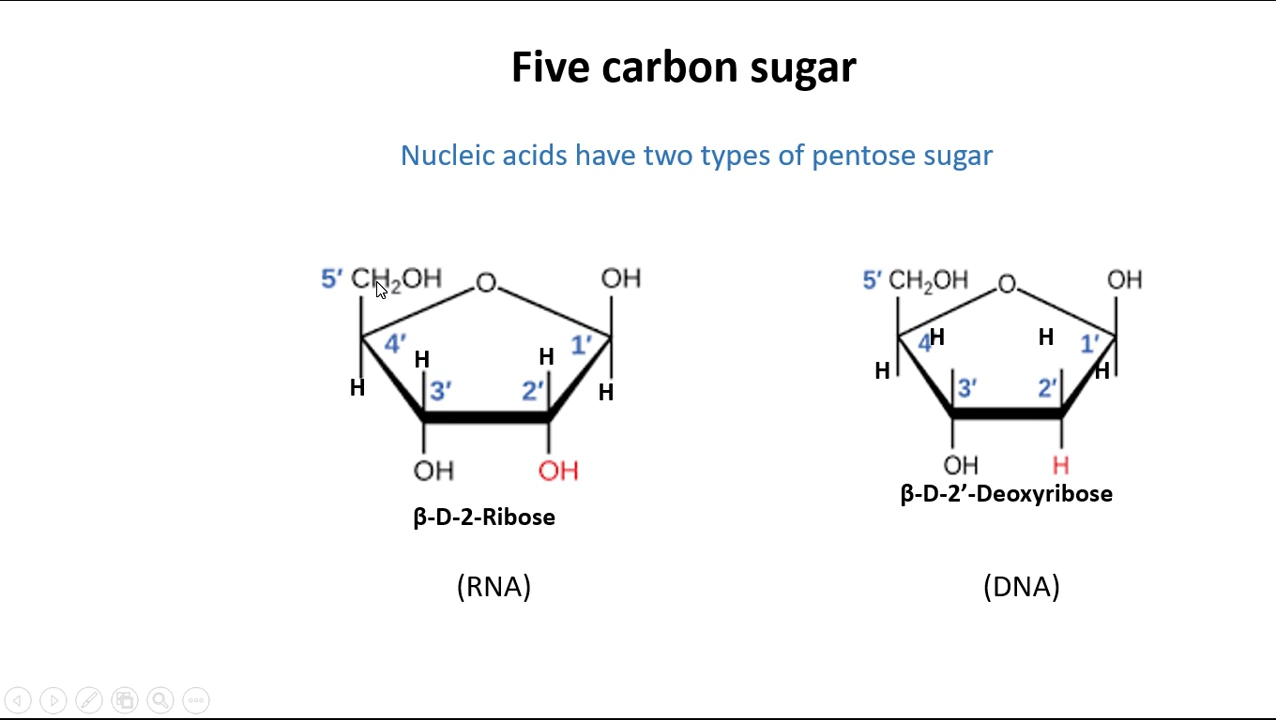 Five carbon sugar
Nucleic acids have two types of pentose sugar
5′ CH₂OH O OH
4′ H H 1′
H 3′ 2′ H
OH OH
β-D-2-Ribose
(RNA)
5′ CH₂OH O OH
4′ H H 1′
H 3′ 2′ H
OH H
β-D-2′-Deoxyribose
(DNA)